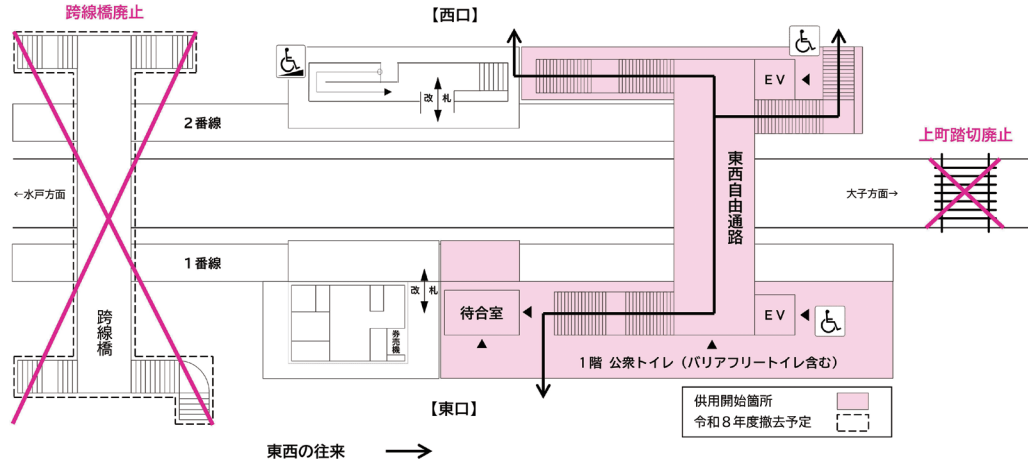 跨線橋廃止
【西口】
EV
改 札
2番線
上町踏切廃止
←水戸方面
東西自由通路
大子方面→
1番線
改 札
跨線橋
待合室
券売機
EV
1階 公衆トイレ（バリアフリートイレ含む）
【東口】
供用開始箇所
令和8年度撤去予定
東西の往来